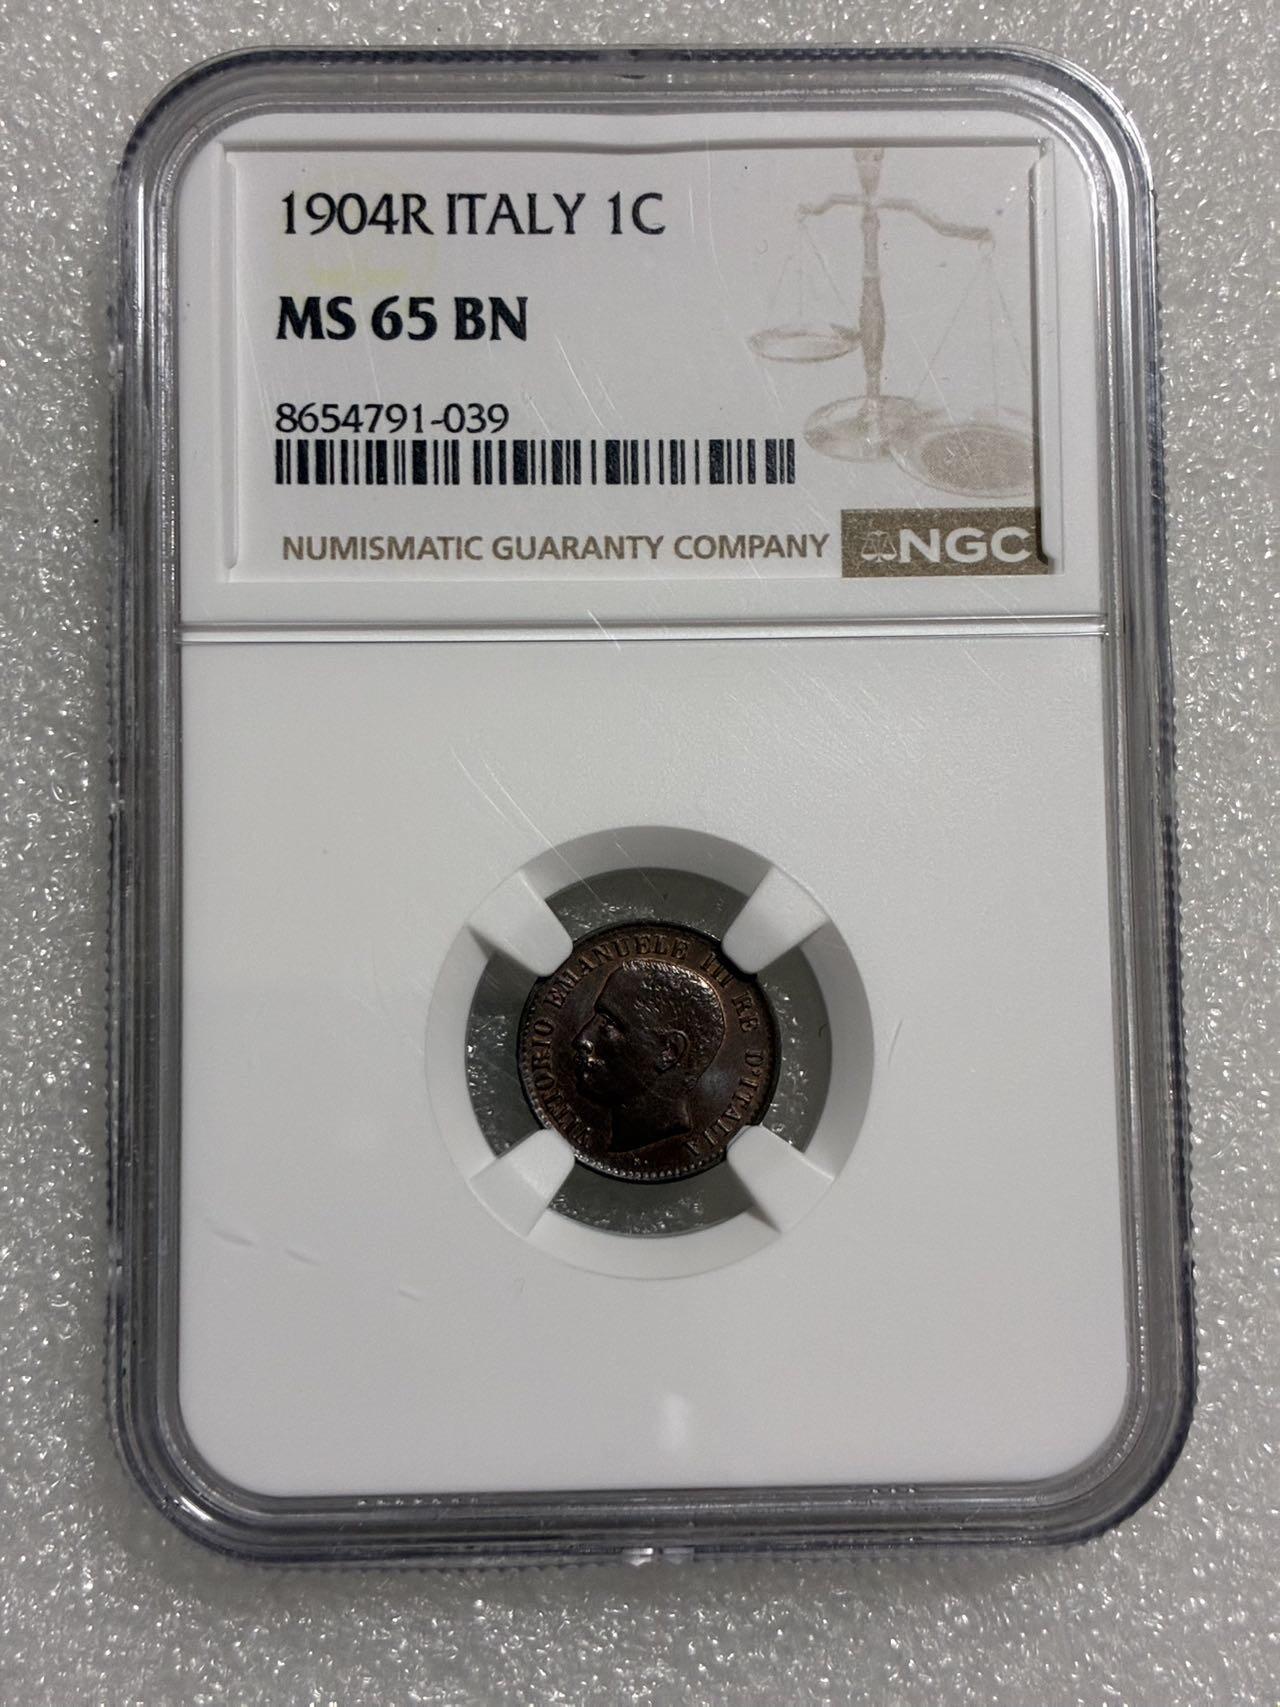 1904R ITALY 1C
MS 65 BN
8654791-039
NUMISMATIC GUARANTY COMPANY NGC
VITTORIO EMANUELE III RE D'ITALIA